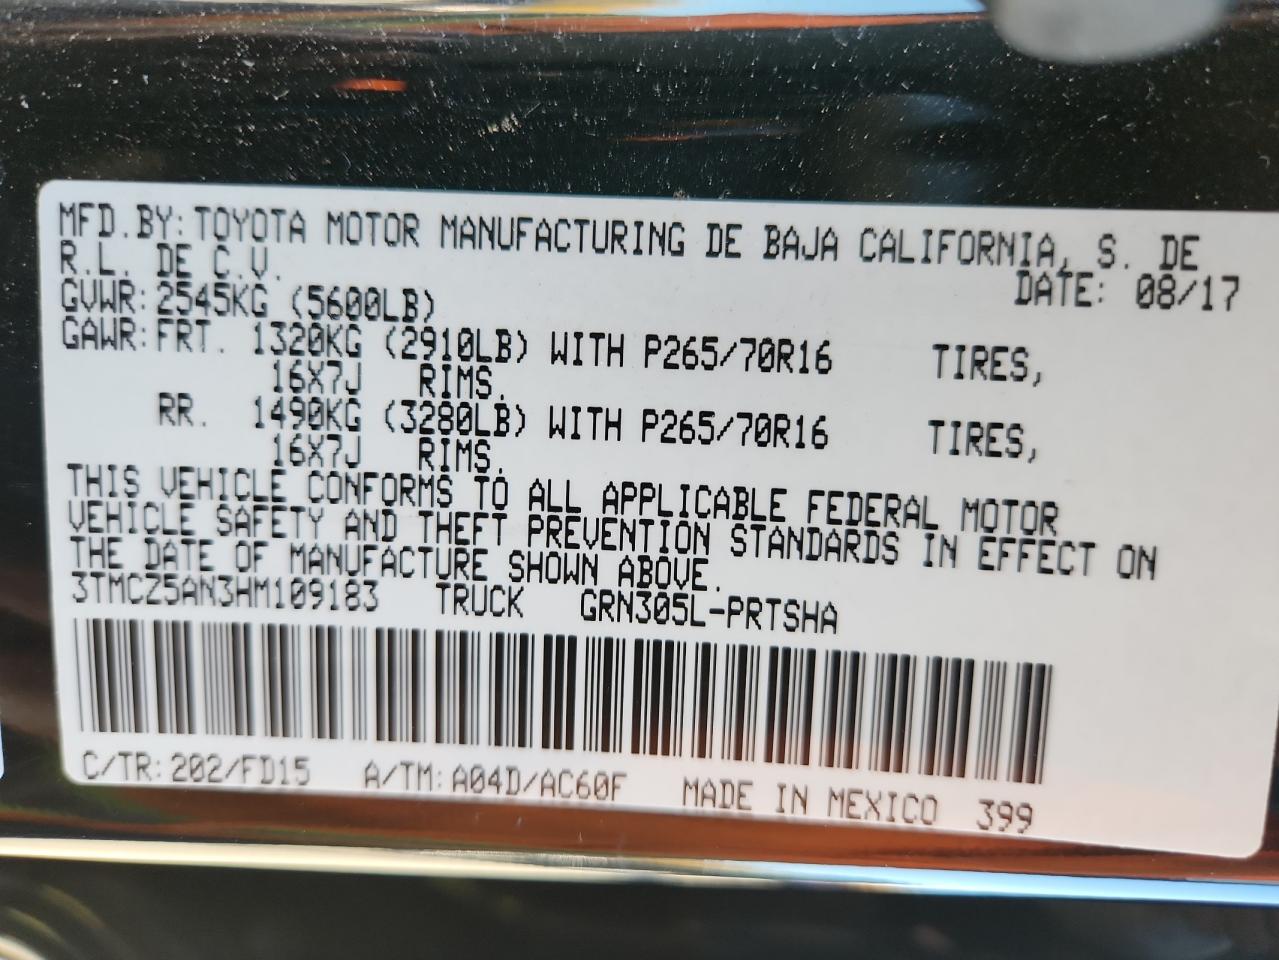 MFD.BY: TOYOTA MOTOR MANUFACTURING DE BAJA CALIFORNIA, S. DE
R.L. DE C.V.
DATE: 08/17
GVWR: 2545KG (5600LB)
GAWR: FRT. 1320KG (2910LB) WITH P265/70R16 TIRES,
16X7J RIMS.
RR. 1490KG (3280LB) WITH P265/70R16 TIRES,
16X7J RIMS.
THIS VEHICLE CONFORMS TO ALL APPLICABLE FEDERAL MOTOR
VEHICLE SAFETY AND THEFT PREVENTION STANDARDS IN EFFECT ON
THE DATE OF MANUFACTURE SHOWN ABOVE.
3TMCZ5AN3HM109183 TRUCK GRN305L-PRTSHA
C/TR: 202/FD15 A/TM: A04D/AC60F MADE IN MEXICO 399